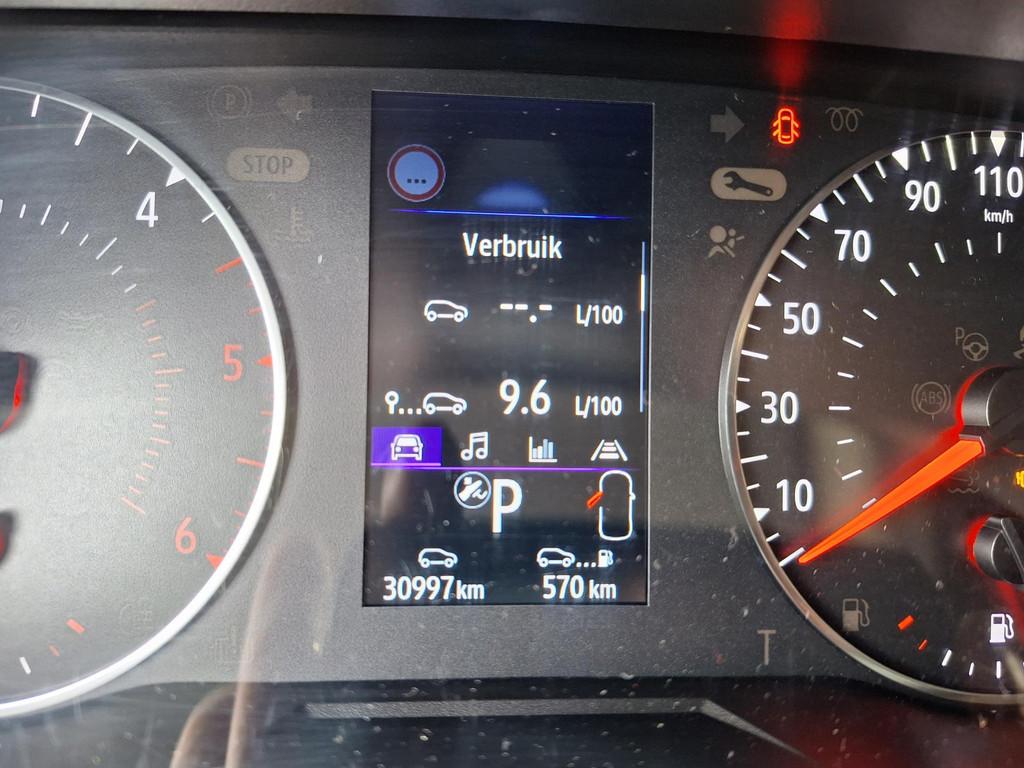 P
STOP
4
5
6
...
Verbruik
--.- L/100
... 9.6 L/100
P
30997 km
... 570 km
110
90
km/h
70
50
30
10
P
ABS
T